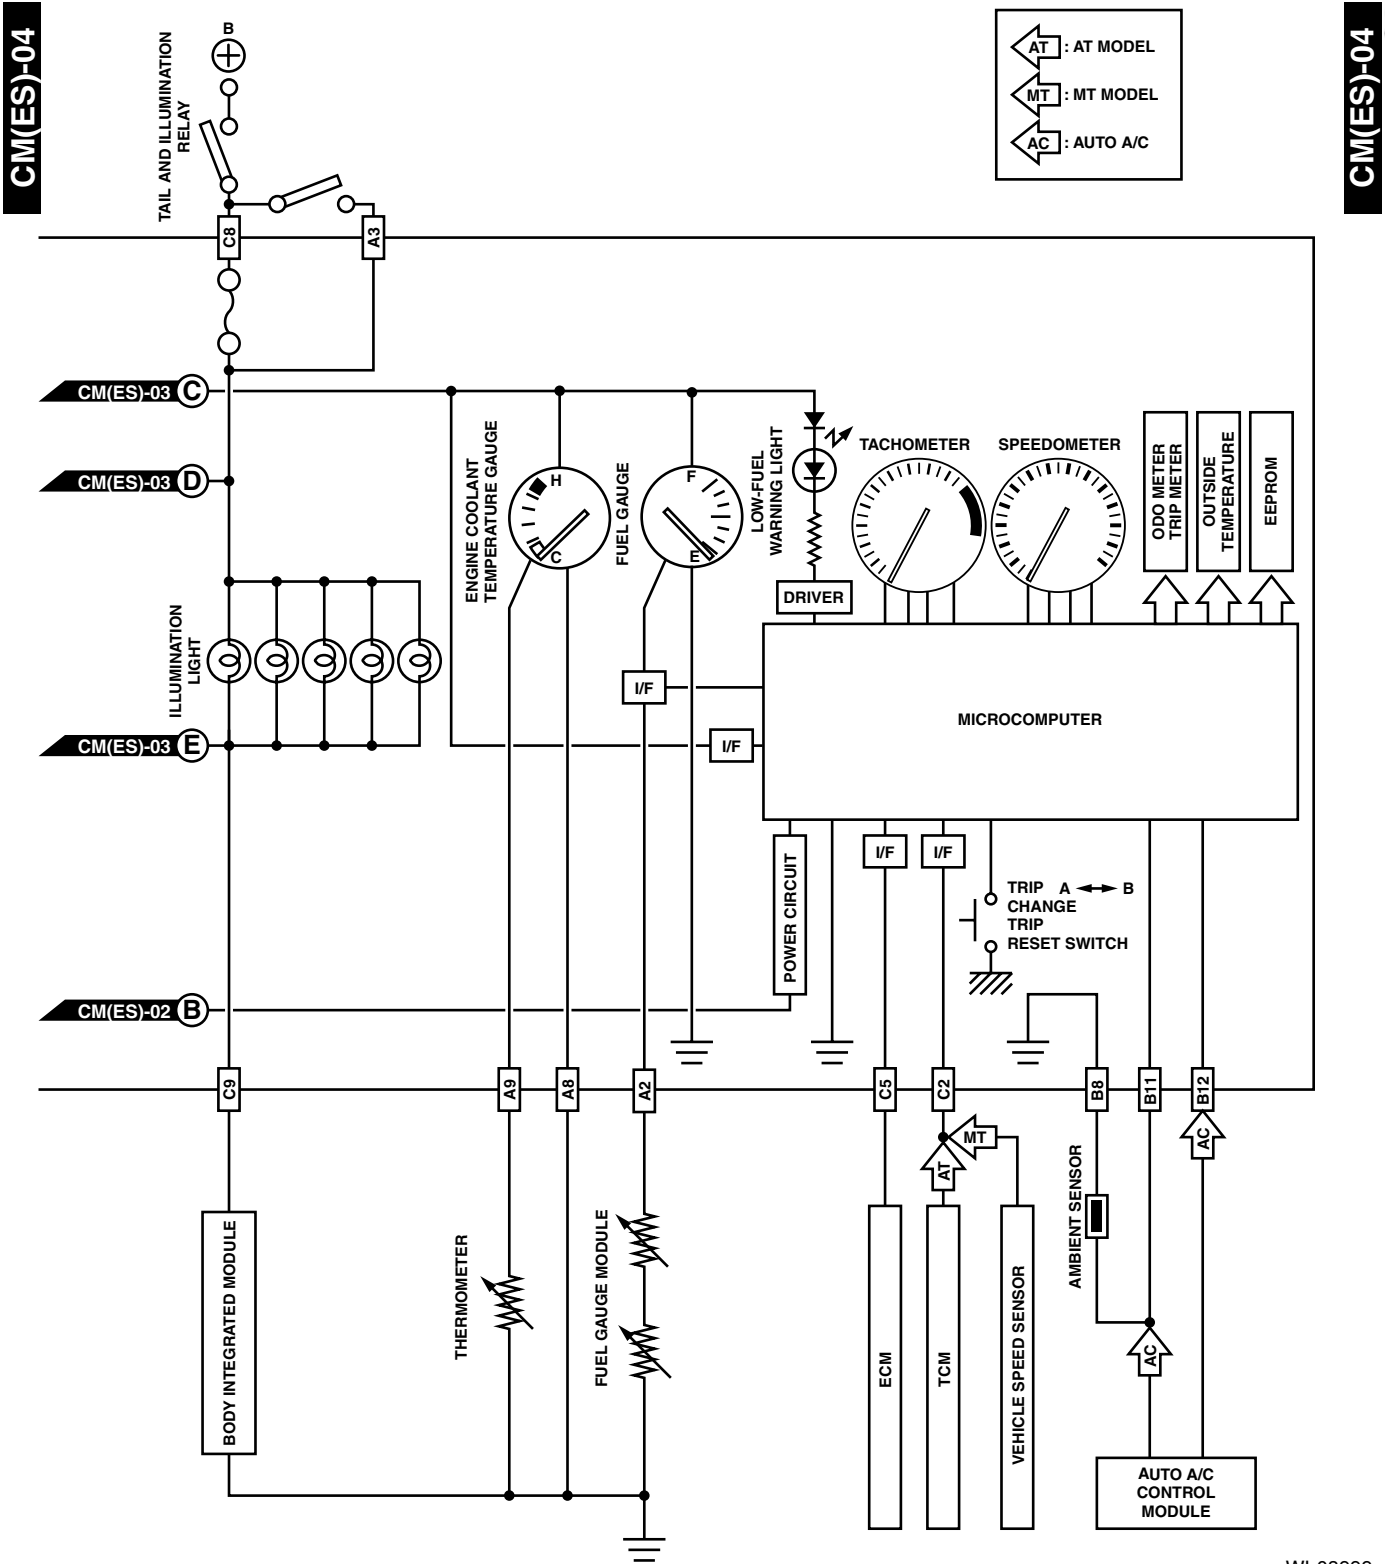 CM(ES)-04
CM(ES)-04
B
TAIL AND ILLUMINATION
RELAY
AT : AT MODEL
MT : MT MODEL
AC : AUTO A/C
C8
A3
CM(ES)-03 C
CM(ES)-03 D
CM(ES)-03 E
CM(ES)-02 B
ILLUMINATION
LIGHT
ENGINE COOLANT
TEMPERATURE GAUGE
H
C
FUEL GAUGE
F
E
LOW-FUEL
WARNING LIGHT
DRIVER
TACHOMETER
SPEEDOMETER
ODO METER
TRIP METER
OUTSIDE
TEMPERATURE
EEPROM
I/F
I/F
MICROCOMPUTER
POWER CIRCUIT
I/F
I/F
TRIP A B
CHANGE
TRIP
RESET SWITCH
C9
A9
A8
A2
C5
C2
B8
B11
B12
MT
AT
AC
AC
BODY INTEGRATED MODULE
THERMOMETER
FUEL GAUGE MODULE
ECM
TCM
VEHICLE SPEED SENSOR
AMBIENT SENSOR
AUTO A/C
CONTROL
MODULE